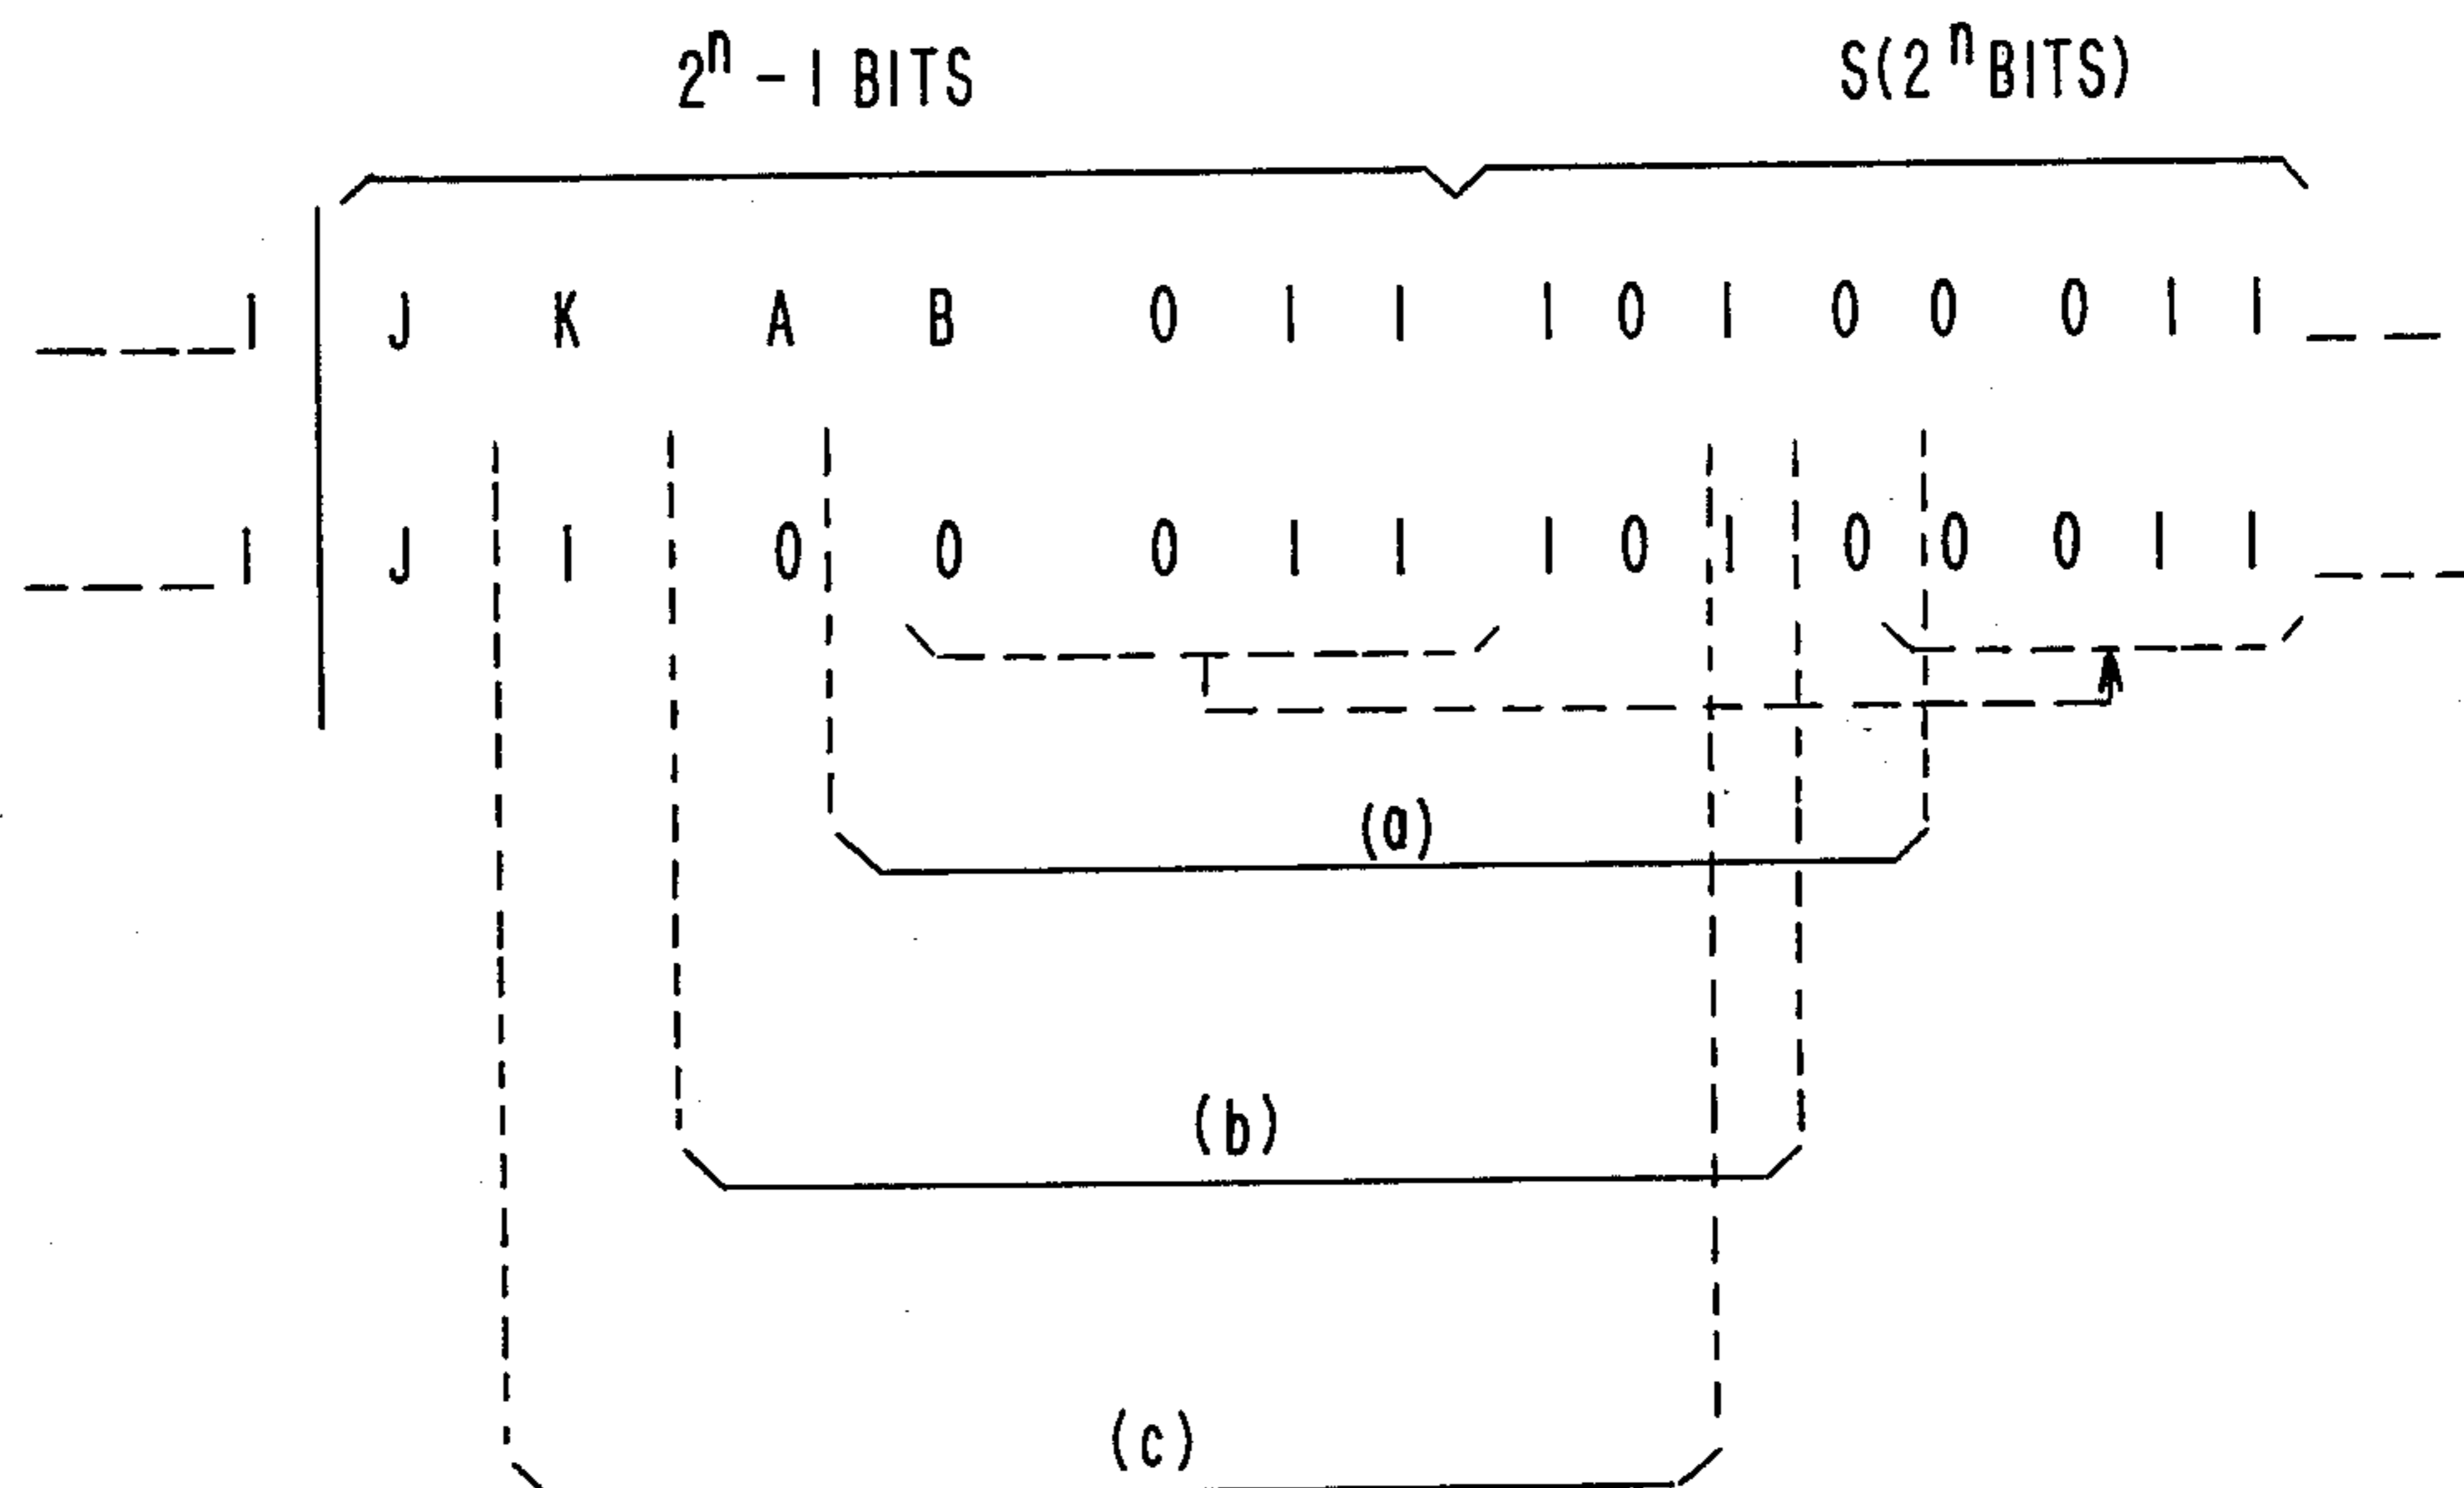 2ⁿ - 1 BITS S(2ⁿ BITS)
1 J K A B 0 1 1 1 0 1 0 0 0 1 1
1 J 1 0 0 0 1 1 1 0 1 0 0 0 1 1
(a)
(b)
(c)